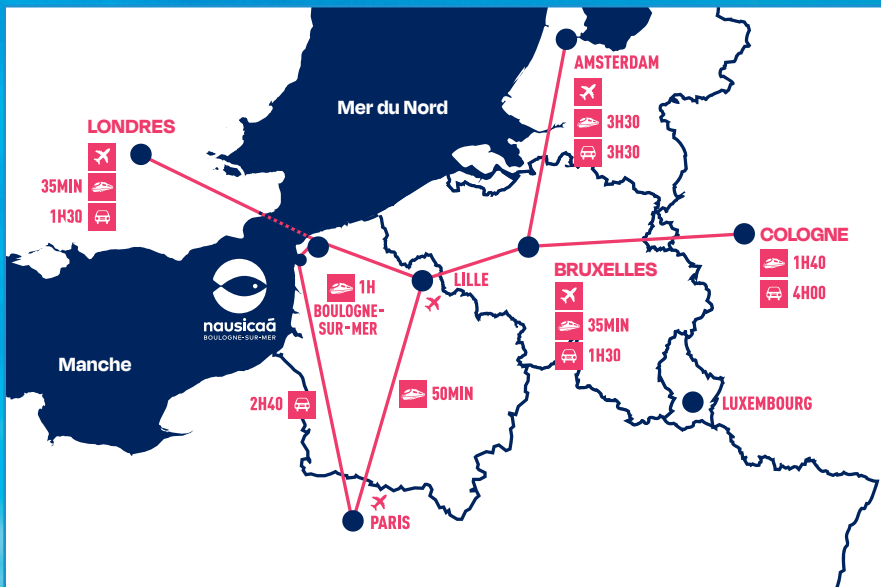 AMSTERDAM
3H30
3H30
Mer du Nord
LONDRES
35MIN
1H30
COLOGNE
1H40
4H00
BRUXELLES
35MIN
1H30
LILLE
1H
BOULOGNE-
SUR-MER
nausicaá
BOULOGNE-SUR-MER
Manche
2H40
50MIN
LUXEMBOURG
PARIS